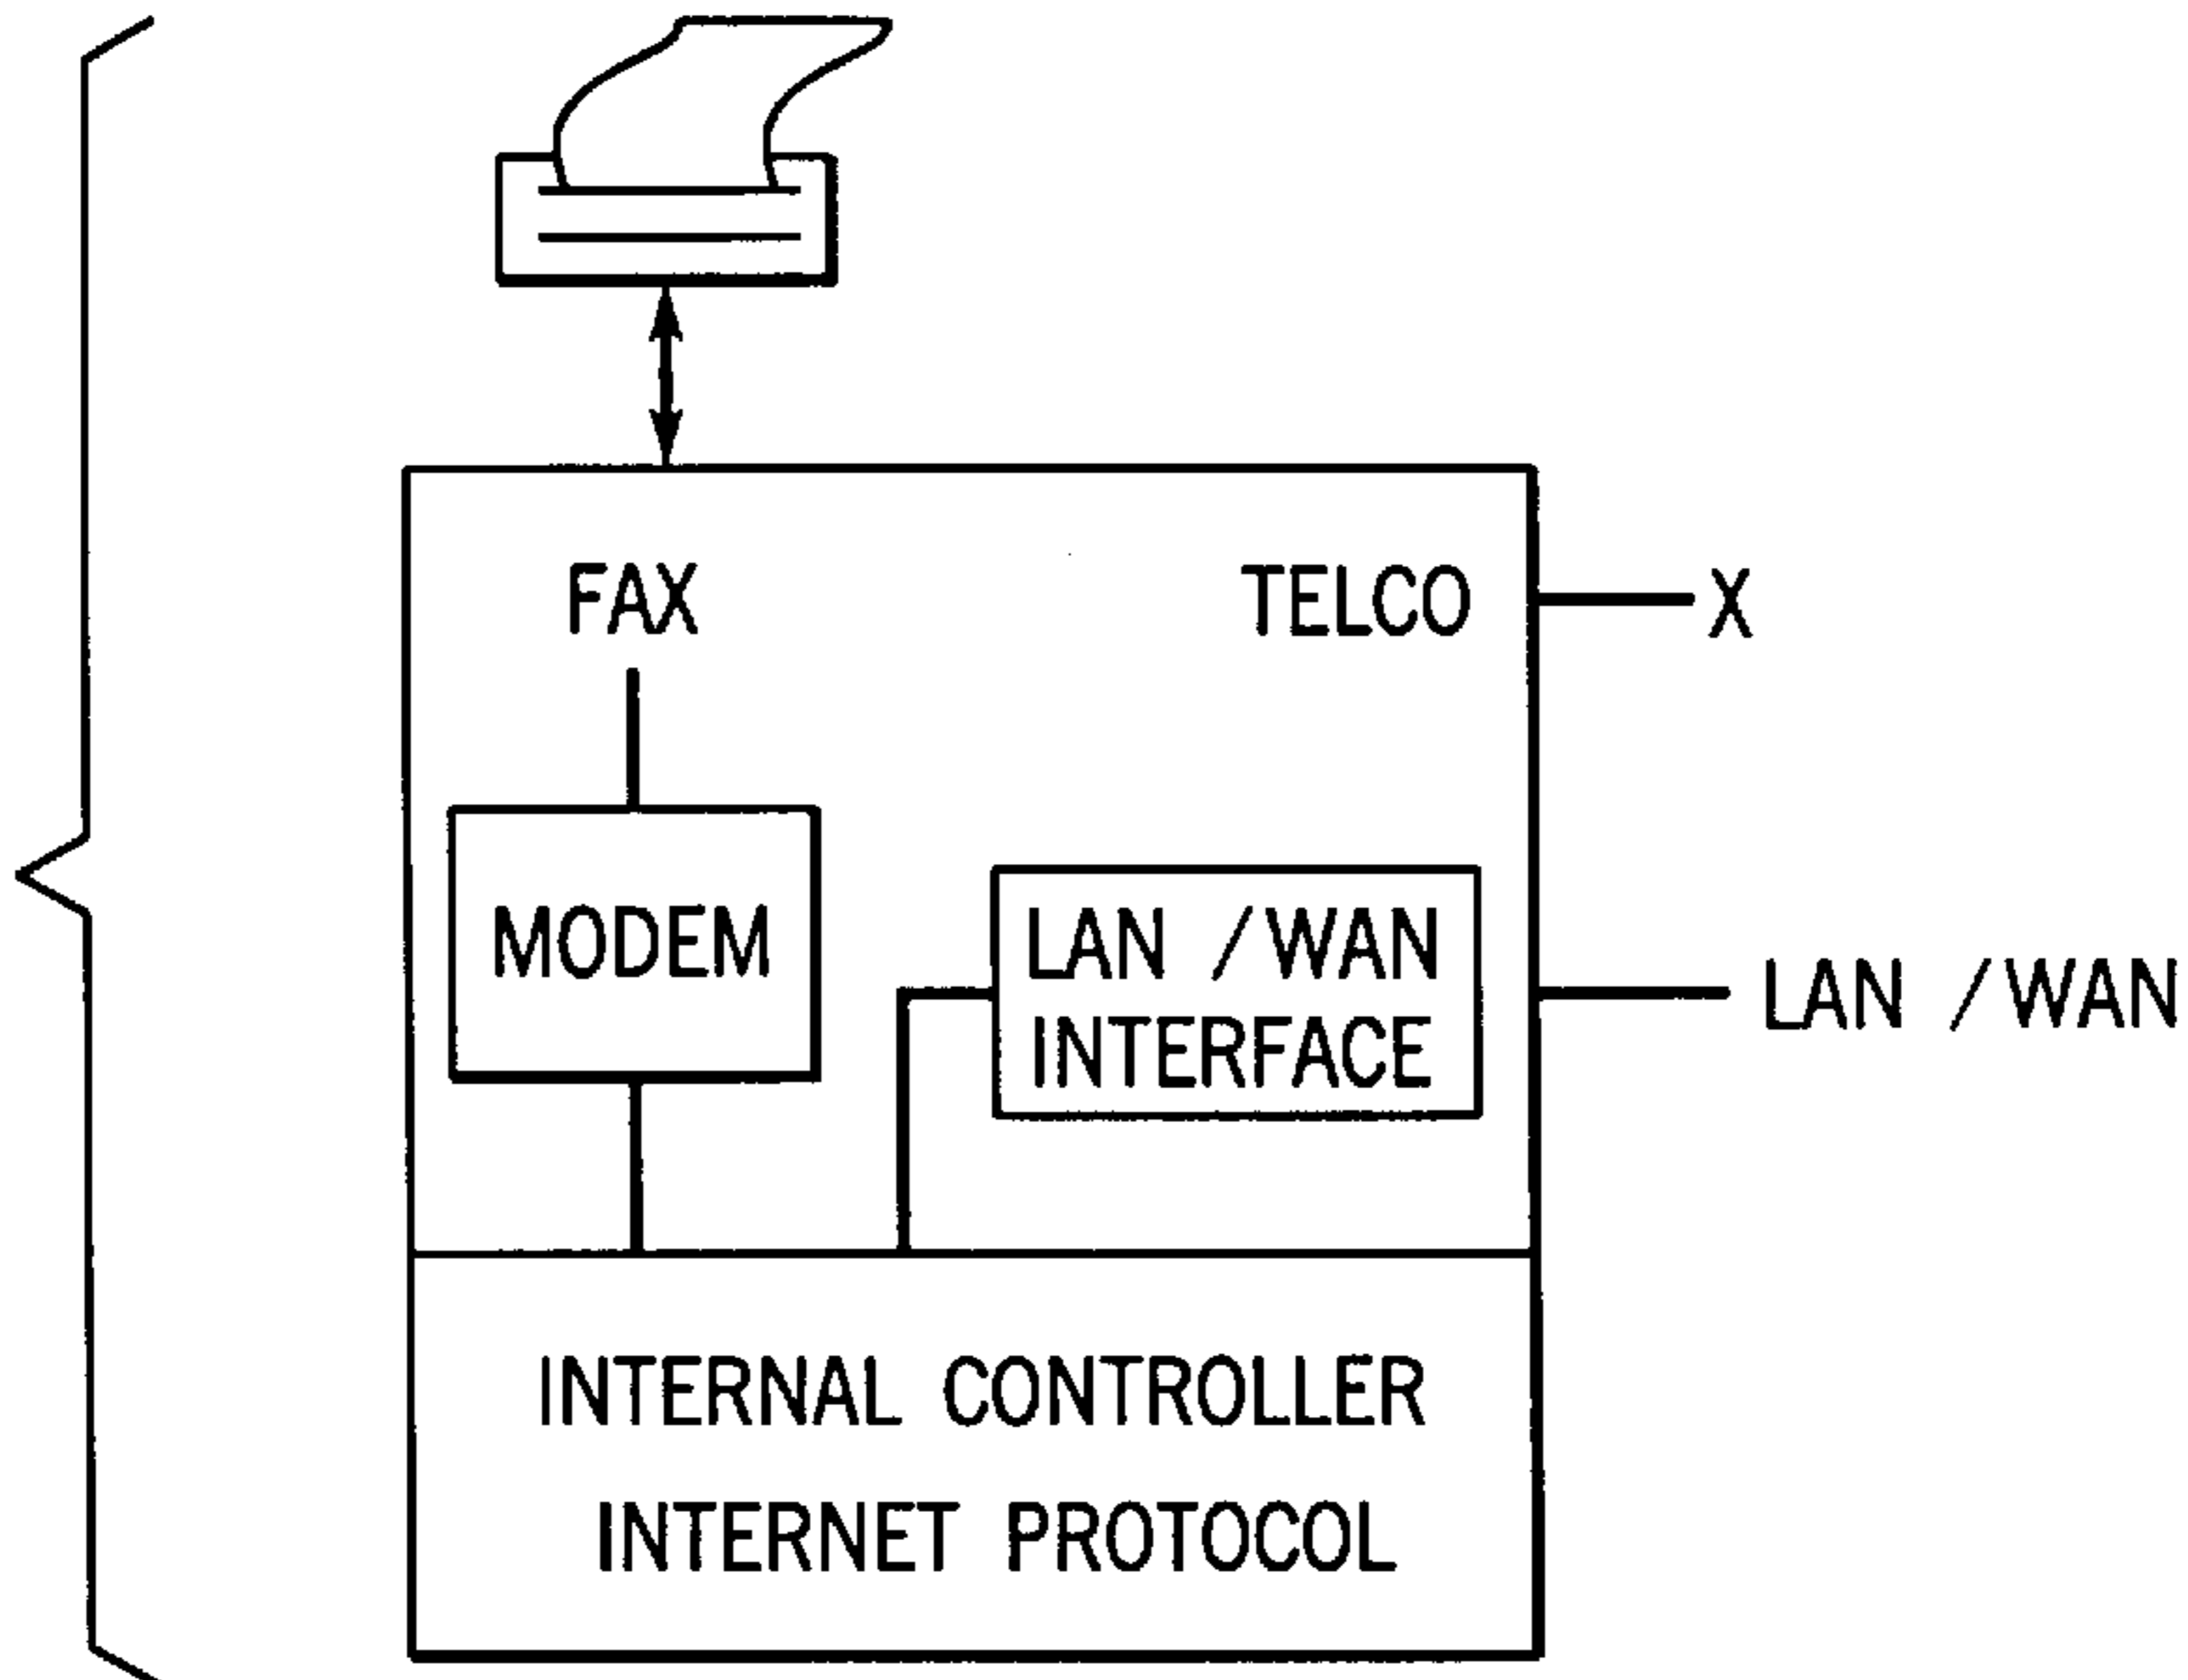 FAX
TELCO
X
MODEM
LAN /WAN
INTERFACE
LAN /WAN
INTERNAL CONTROLLER
INTERNET PROTOCOL